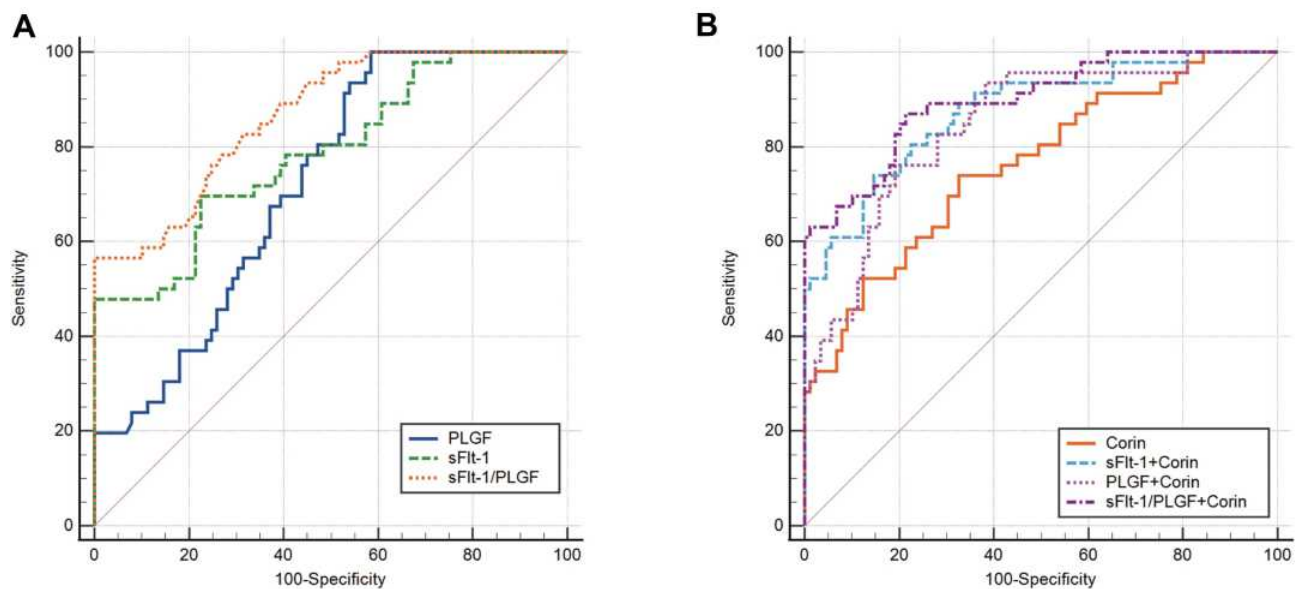 A
100
80
60
40
20
0
Sensitivity
0 20 40 60 80 100
100-Specificity
PLGF
sFlt-1
sFlt-1/PLGF
B
100
80
60
40
20
0
Sensitivity
0 20 40 60 80 100
100-Specificity
Corin
sFlt-1+Corin
PLGF+Corin
sFlt-1/PLGF+Corin